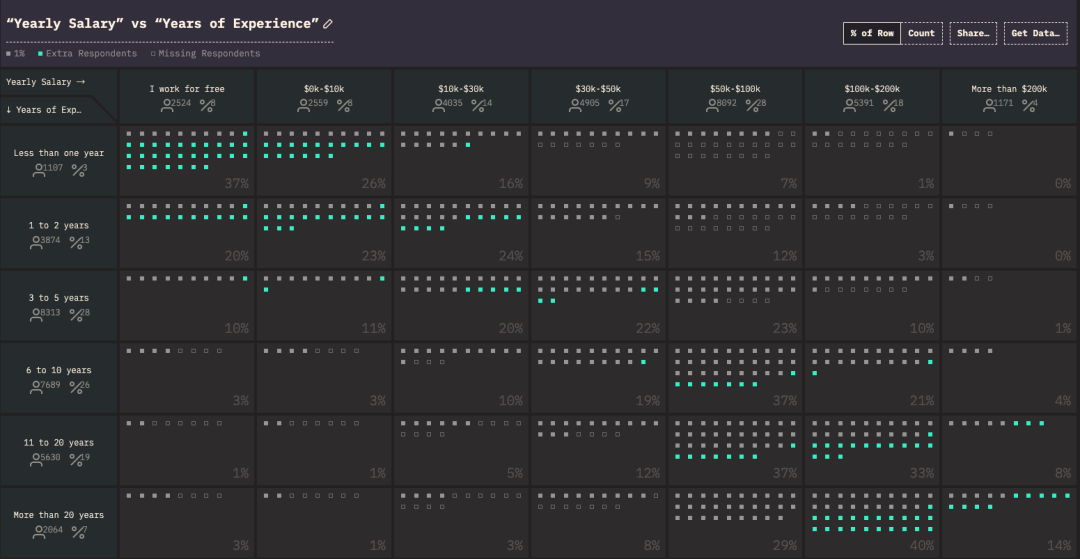 “Yearly Salary” vs “Years of Experience”
% of Row Count Share… Get Data…
1% Extra Respondents Missing Respondents
Yearly Salary →
↓ Years of Exp…
I work for free
2524 8
$0k-$10k
2559 8
$10k-$30k
4035 14
$30k-$50k
4905 17
$50k-$100k
8092 28
$100k-$200k
5391 18
More than $200k
1171 4
Less than one year
1107 3
37% 26% 16% 9% 7% 1% 0%
1 to 2 years
3874 13
20% 23% 24% 15% 12% 3% 0%
3 to 5 years
8313 28
10% 11% 20% 22% 23% 10% 1%
6 to 10 years
7689 26
3% 3% 10% 19% 37% 21% 4%
11 to 20 years
5630 19
1% 1% 5% 12% 37% 33% 8%
More than 20 years
2064 7
3% 1% 3% 8% 29% 40% 14%